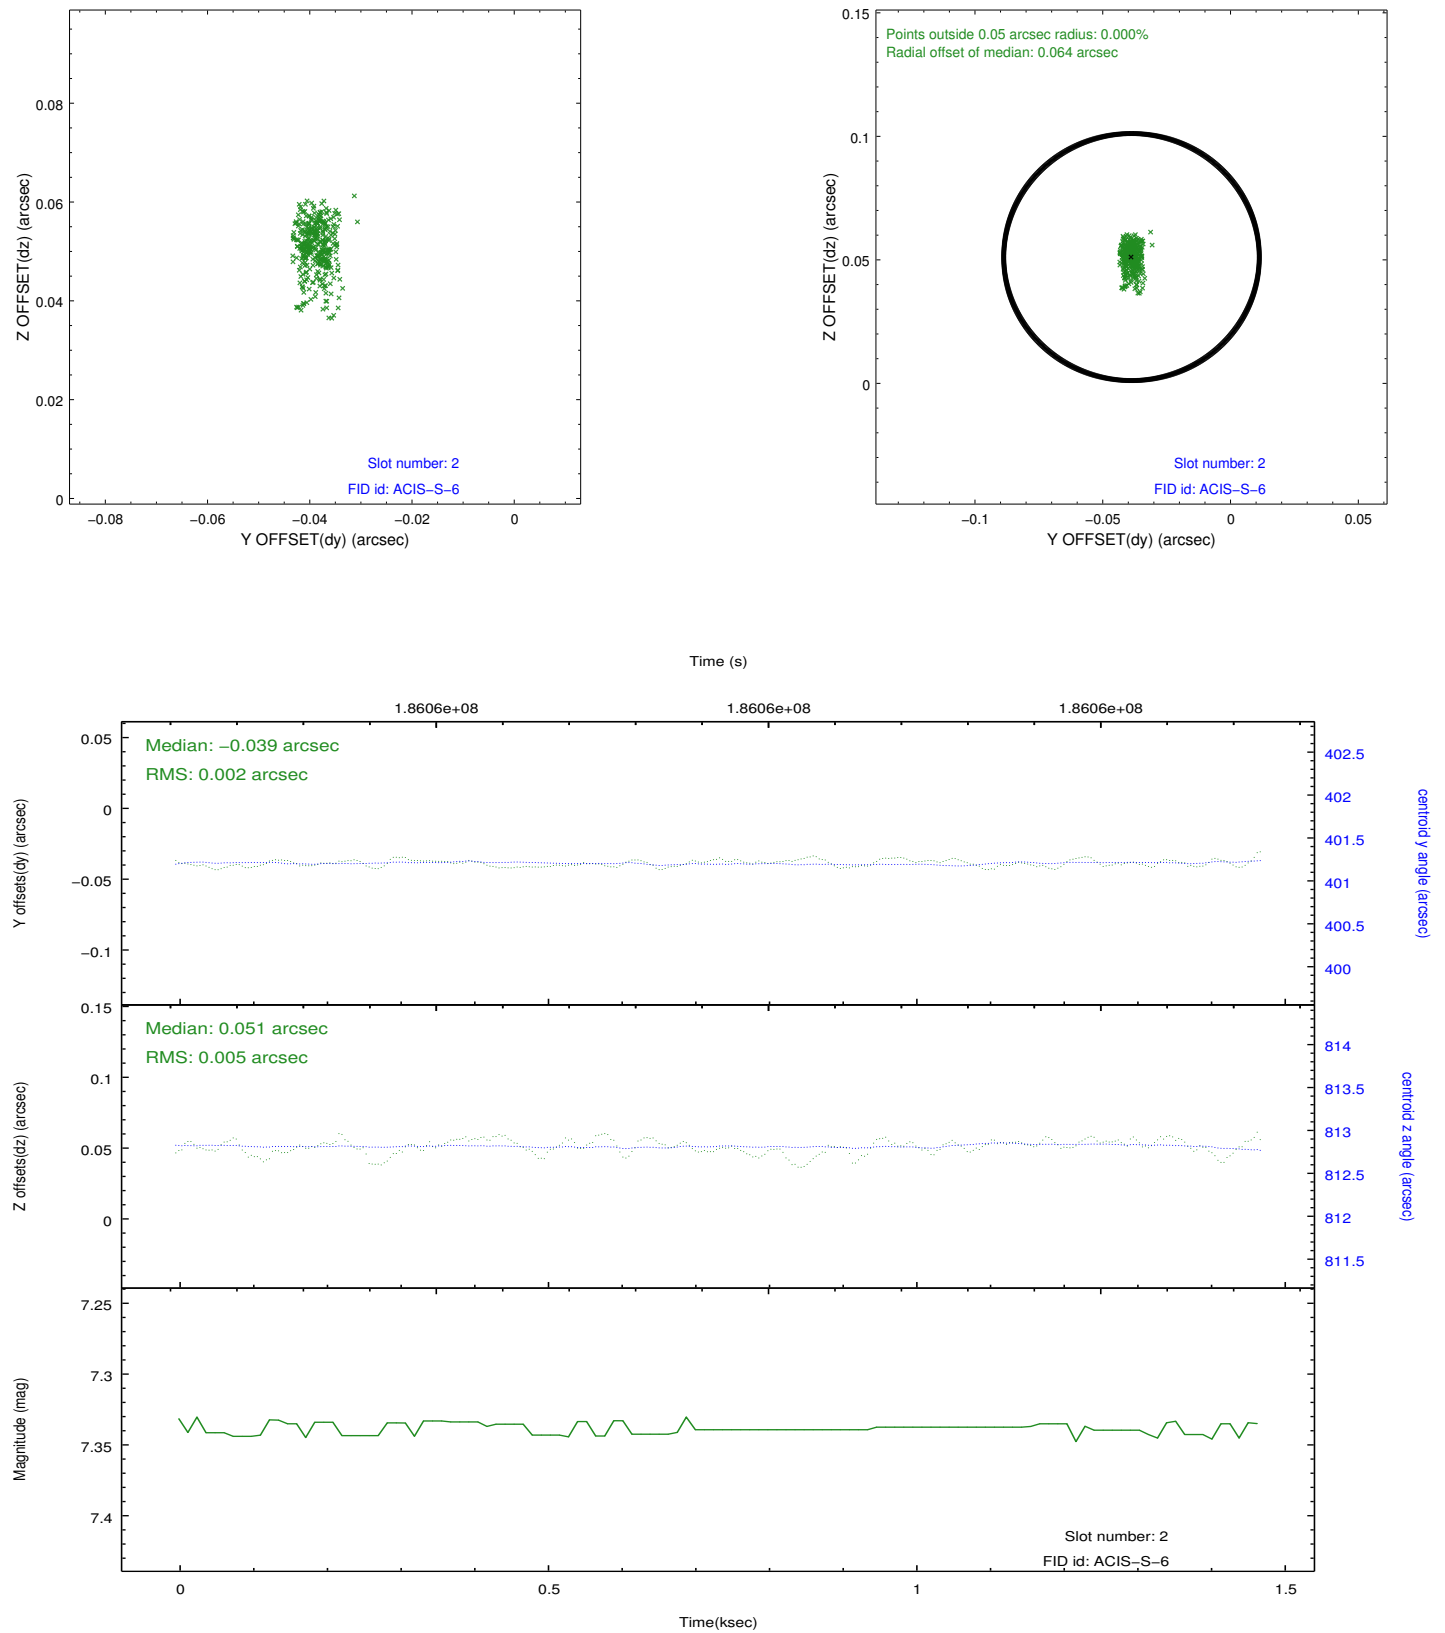 0.08
0.06
0.04
0.02
0
Z OFFSET(dz) (arcsec)
−0.08
−0.06
−0.04
−0.02
0
Y OFFSET(dy) (arcsec)
Slot number: 2
FID id: ACIS−S−6
Points outside 0.05 arcsec radius: 0.000%
Radial offset of median: 0.064 arcsec
0.15
0.1
0.05
0
Z OFFSET(dz) (arcsec)
−0.1
−0.05
0
0.05
Y OFFSET(dy) (arcsec)
Slot number: 2
FID id: ACIS−S−6
Time (s)
1.8606e+08
1.8606e+08
1.8606e+08
Median: −0.039 arcsec
RMS: 0.002 arcsec
0.05
0
−0.05
−0.1
Y offsets(dy) (arcsec)
402.5
402
401.5
401
400.5
400
centroid y angle (arcsec)
Median: 0.051 arcsec
RMS: 0.005 arcsec
0.15
0.1
0.05
0
Z offsets(dz) (arcsec)
814
813.5
813
812.5
812
811.5
centroid z angle (arcsec)
7.25
7.3
7.35
7.4
Magnitude (mag)
Slot number: 2
FID id: ACIS−S−6
0
0.5
1
1.5
Time(ksec)